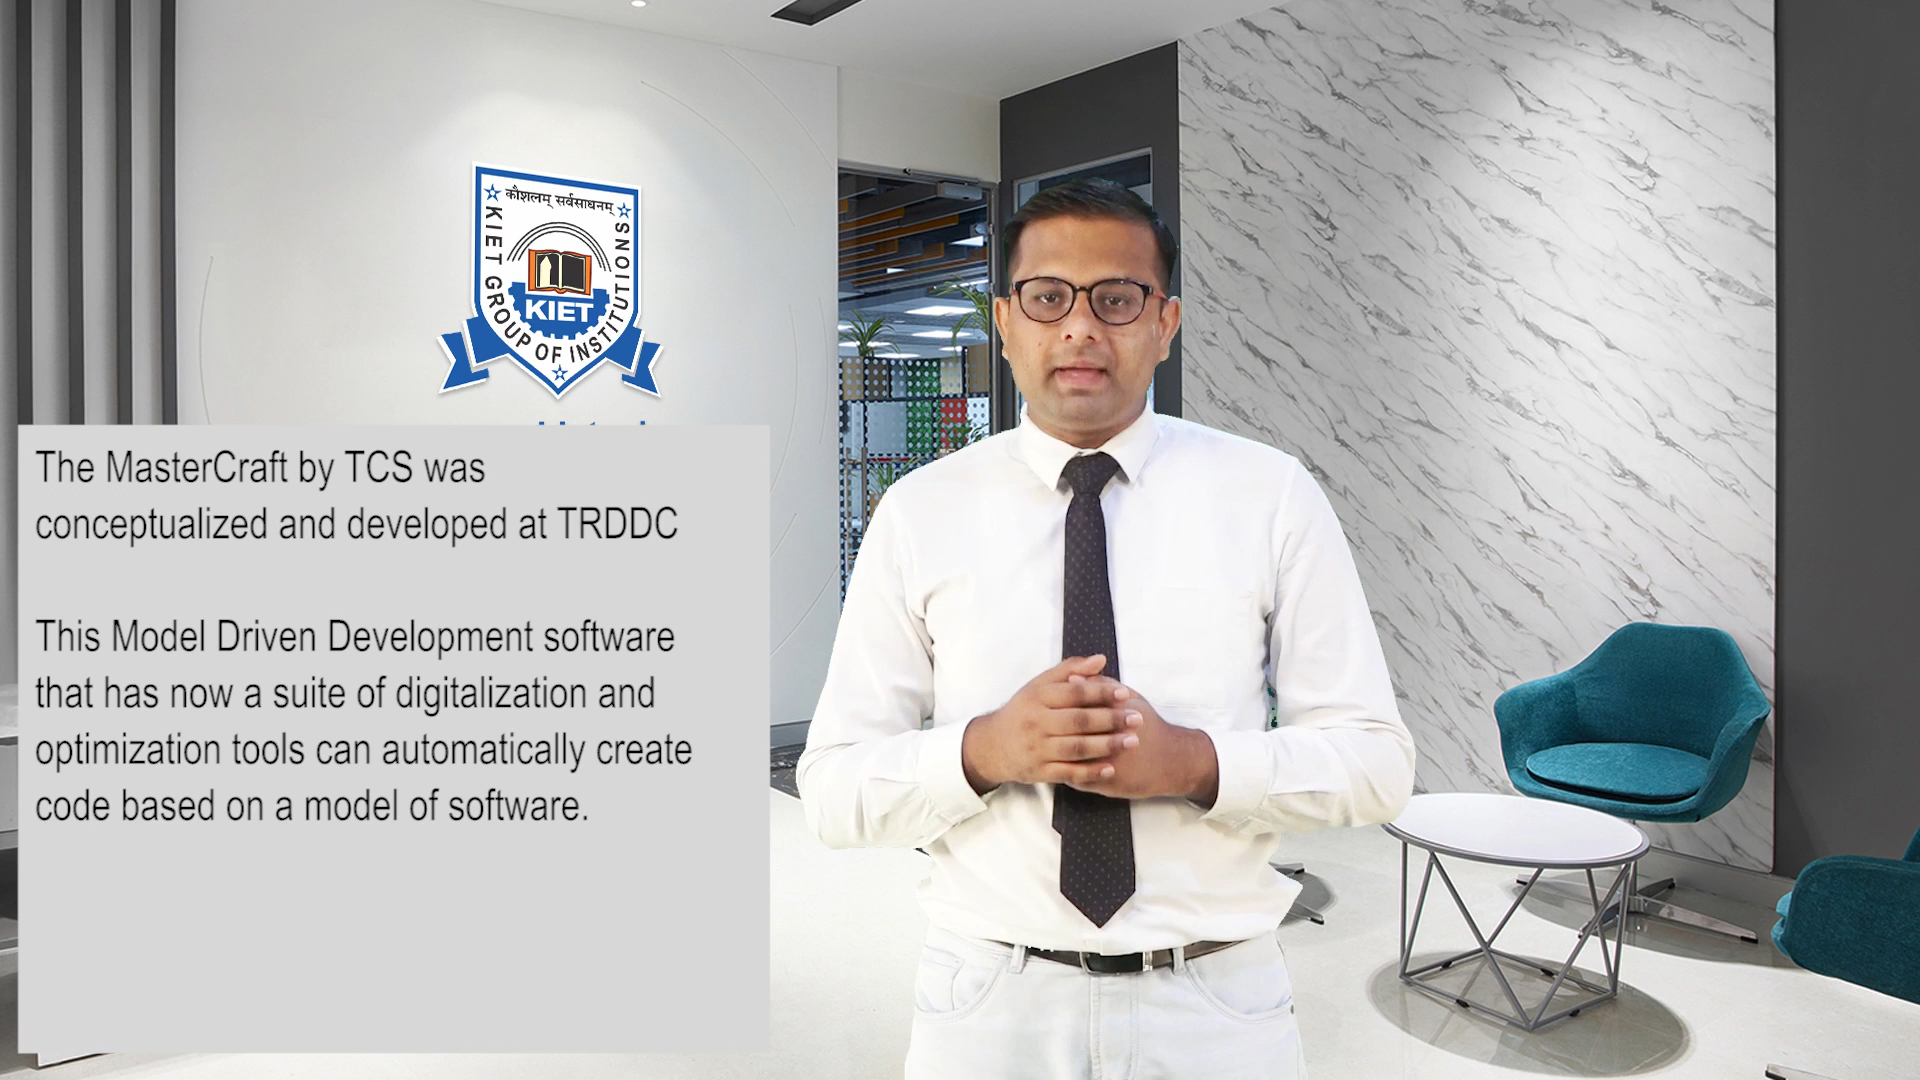 कौशलम् सर्वसाधनम्
KIET GROUP OF INSTITUTIONS
KIET
The MasterCraft by TCS was
conceptualized and developed at TRDDC
This Model Driven Development software
that has now a suite of digitalization and
optimization tools can automatically create
code based on a model of software.